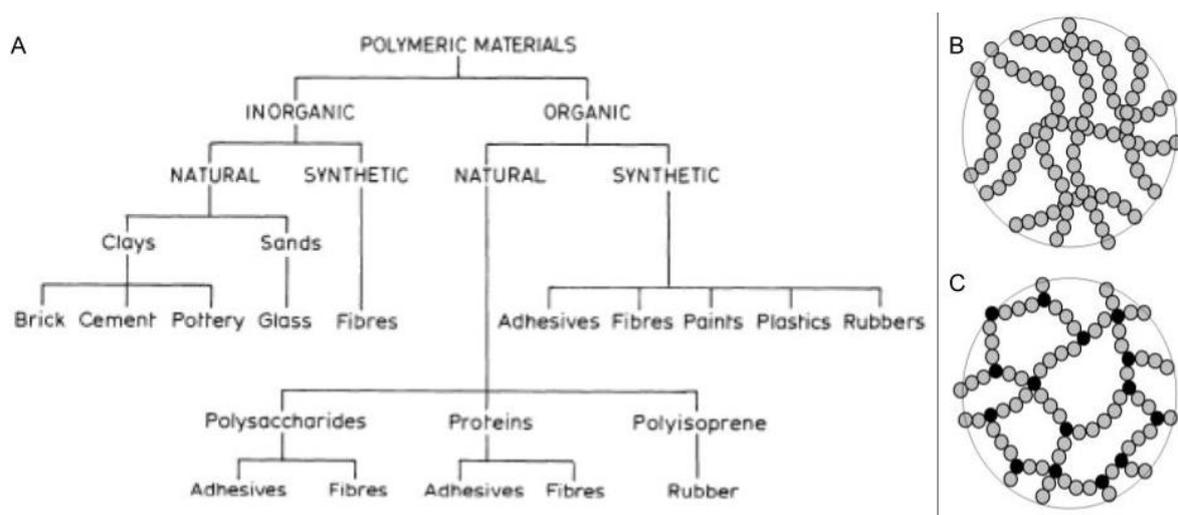 A
POLYMERIC MATERIALS
INORGANIC ORGANIC
NATURAL SYNTHETIC NATURAL SYNTHETIC
Clays Sands
Brick Cement Pottery Glass Fibres Adhesives Fibres Paints Plastics Rubbers
Polysaccharides Proteins Polyisoprene
Adhesives Fibres Adhesives Fibres Rubber
B
C